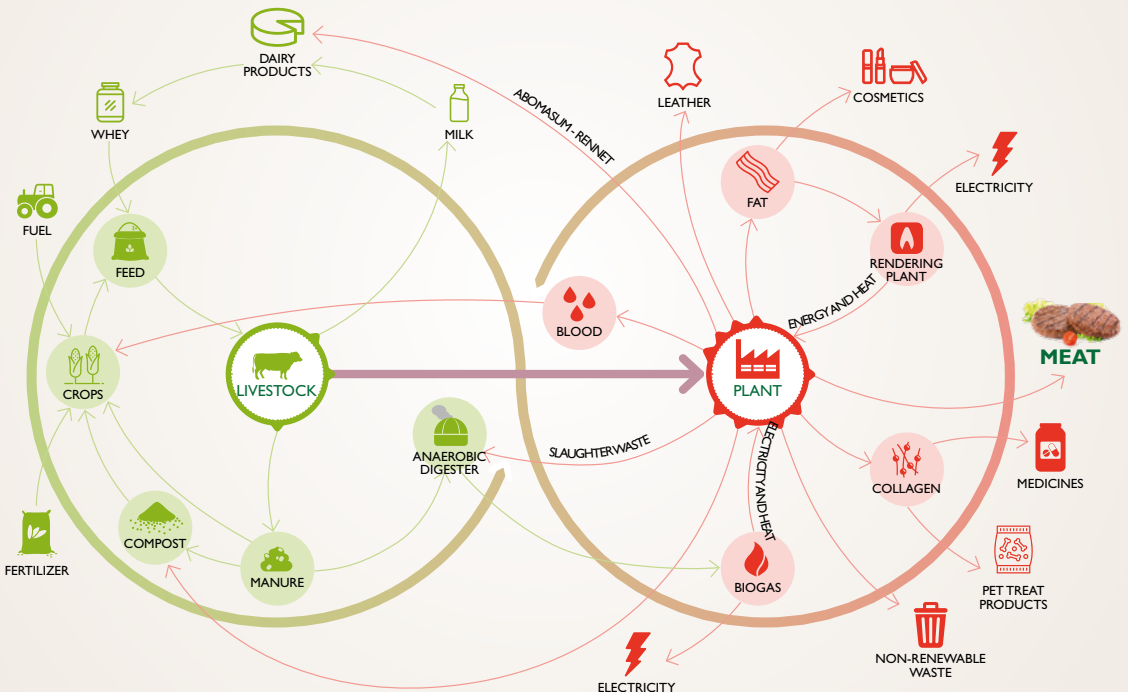 DAIRY
PRODUCTS
WHEY
MILK
ABOMASUM - RENNET
LEATHER
COSMETICS
ELECTRICITY
FAT
FUEL
FEED
RENDERING
PLANT
ENERGY AND HEAT
BLOOD
MEAT
CROPS
LIVESTOCK
PLANT
ANAEROBIC
DIGESTER
SLAUGHTER WASTE
ELECTRICITY AND HEAT
COLLAGEN
MEDICINES
COMPOST
FERTILIZER
MANURE
BIOGAS
PET TREAT
PRODUCTS
NON-RENEWABLE
WASTE
ELECTRICITY